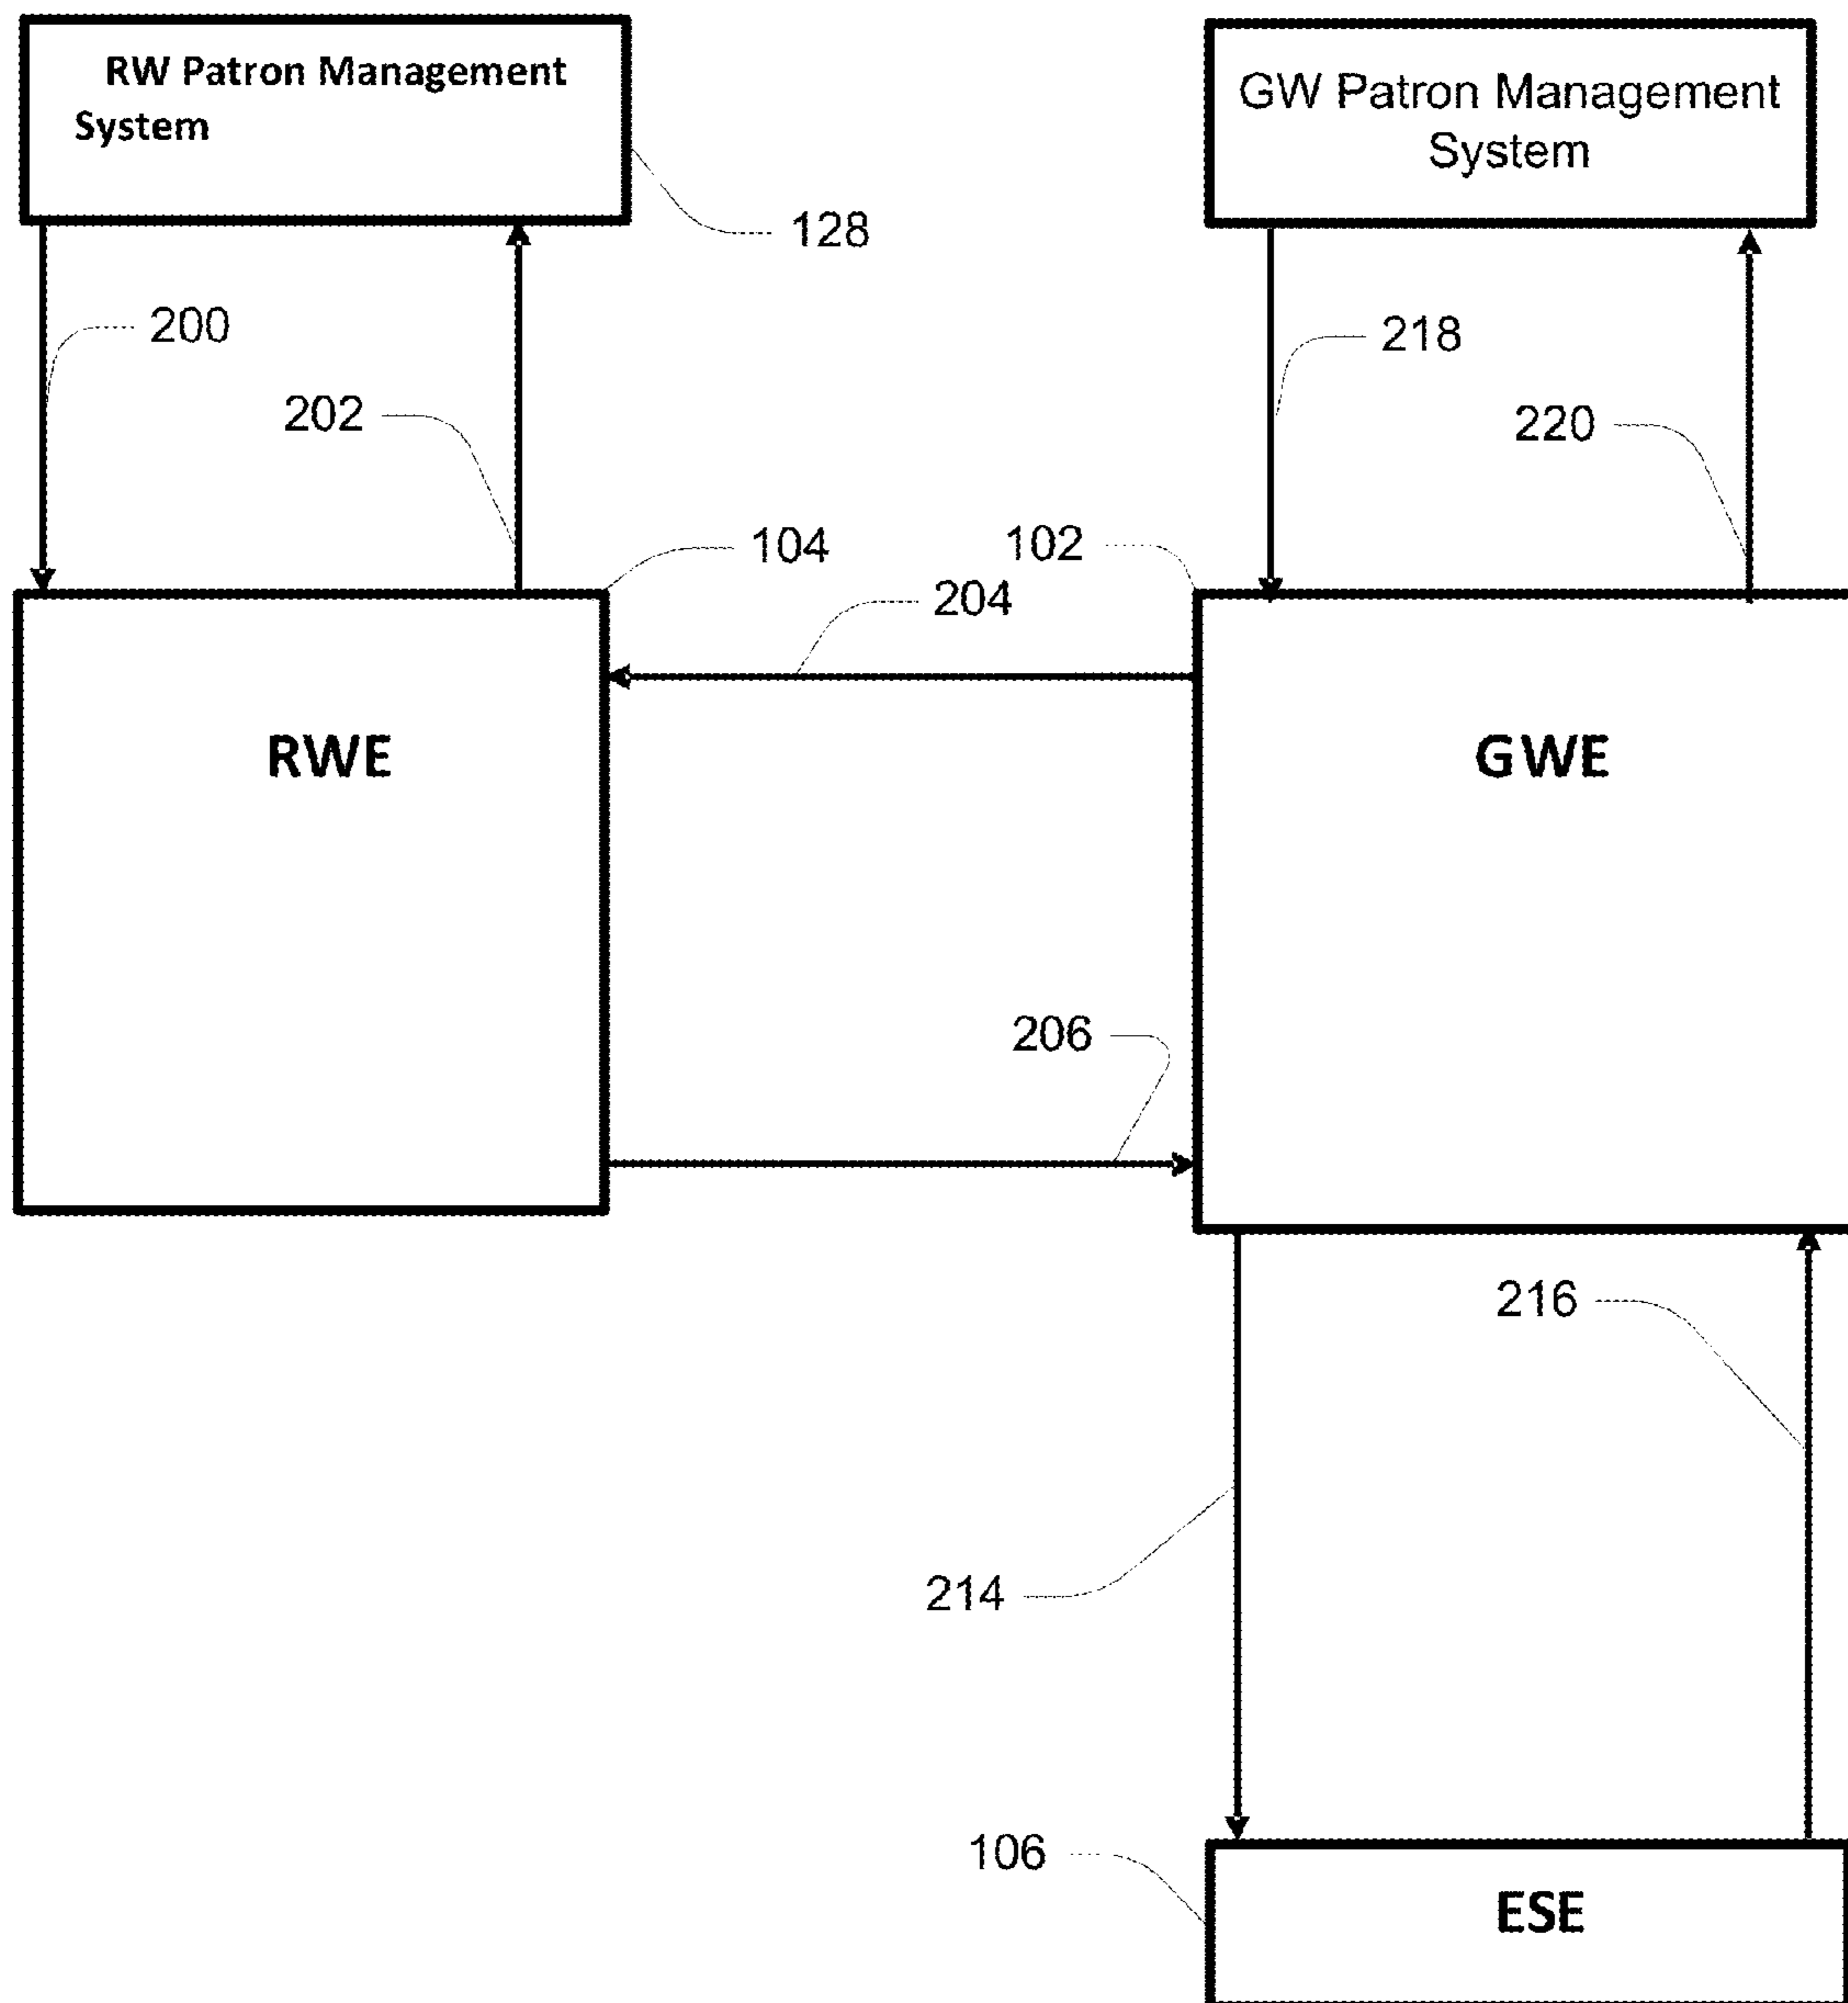 RW Patron Management
System
GW Patron Management
System
128
200
218
202
220
104
102
204
RWE
GWE
206
216
214
106
ESE